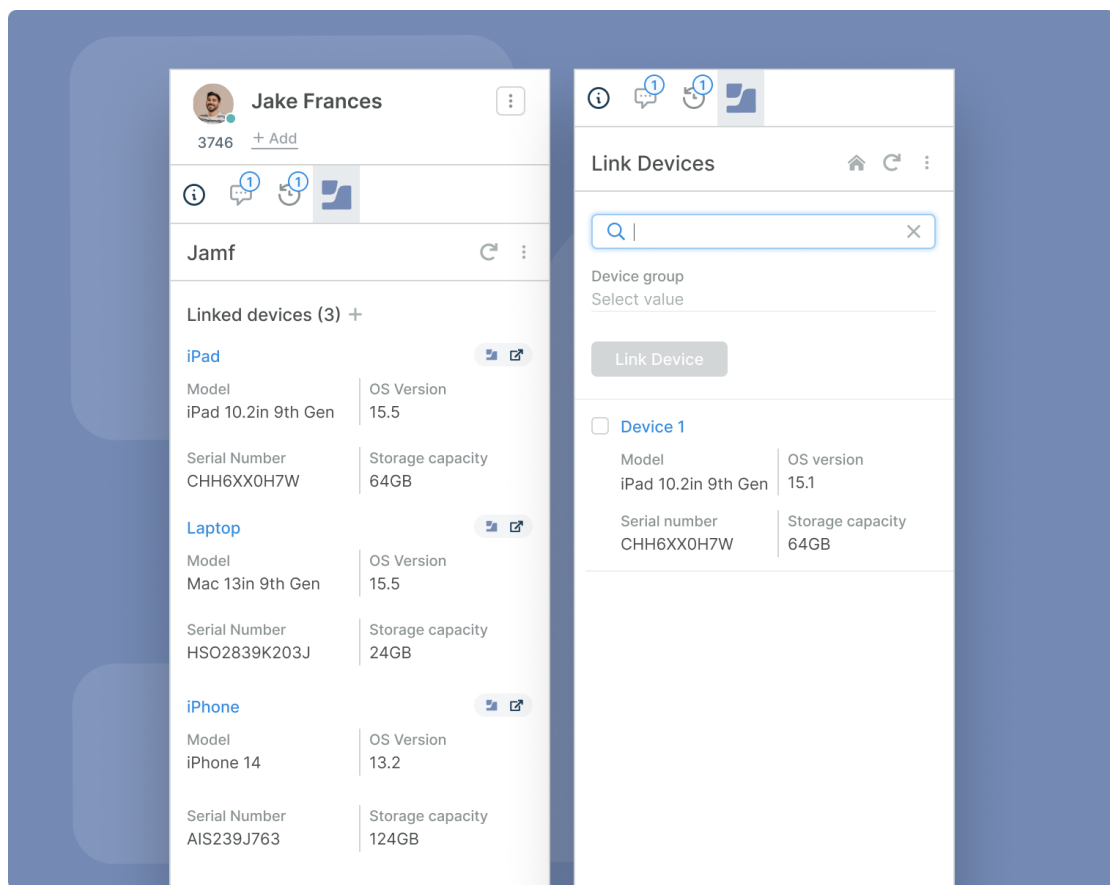 Jake Frances
3746
+ Add
1
1
Jamf
Linked devices (3) +
iPad
Model
OS Version
iPad 10.2in 9th Gen
15.5
Serial Number
Storage capacity
CHH6XX0H7W
64GB
Laptop
Model
OS Version
Mac 13in 9th Gen
15.5
Serial Number
Storage capacity
HSO2839K203J
24GB
iPhone
Model
OS Version
iPhone 14
13.2
Serial Number
Storage capacity
AIS239J763
124GB
1
1
Link Devices
Device group
Select value
Link Device
Device 1
Model
OS version
iPad 10.2in 9th Gen
15.1
Serial number
Storage capacity
CHH6XX0H7W
64GB